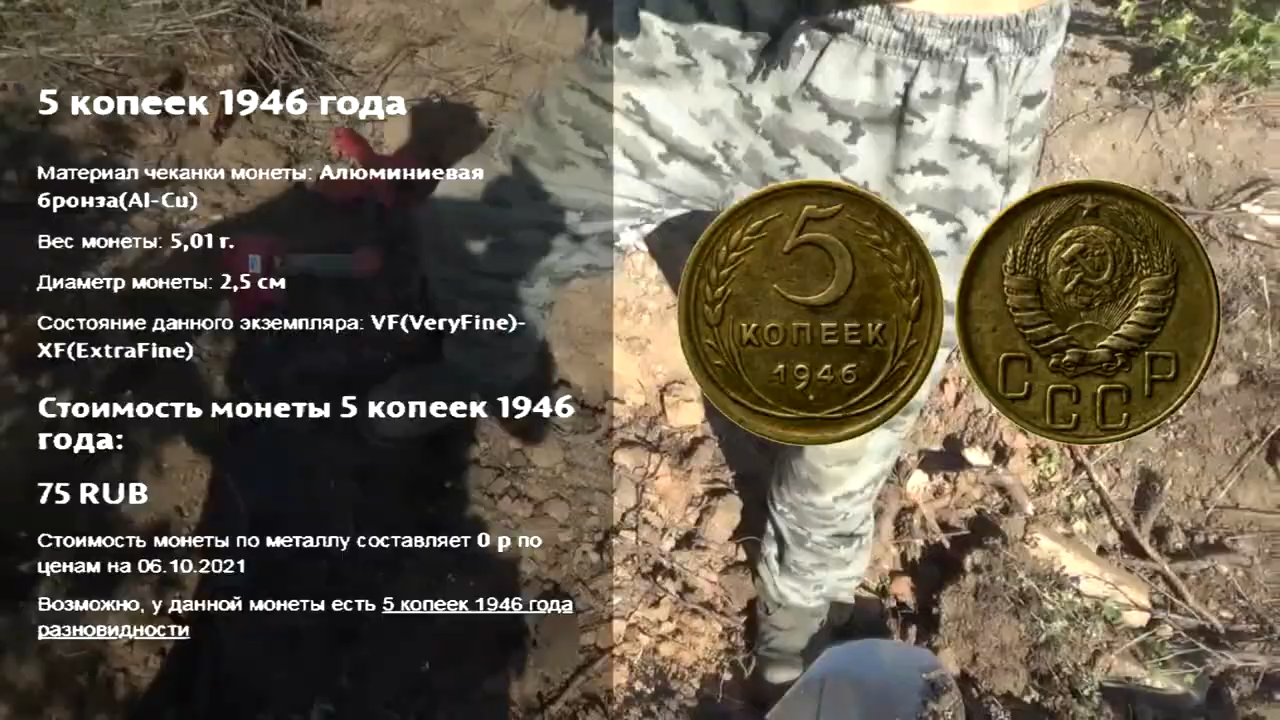 5 копеек 1946 года
Материал чеканки монеты: Алюминиевая
бронза(Al-Cu)
Вес монеты: 5,01 г.
Диаметр монеты: 2,5 см
Состояние данного экземпляра: VF(VeryFine)-
XF(ExtraFine)
Стоимость монеты 5 копеек 1946
года:
75 RUB
Стоимость монеты по металлу составляет 0 р по
ценам на 06.10.2021
Возможно, у данной монеты есть 5 копеек 1946 года
разновидности
5
КОПЕЕК
1946
СССР